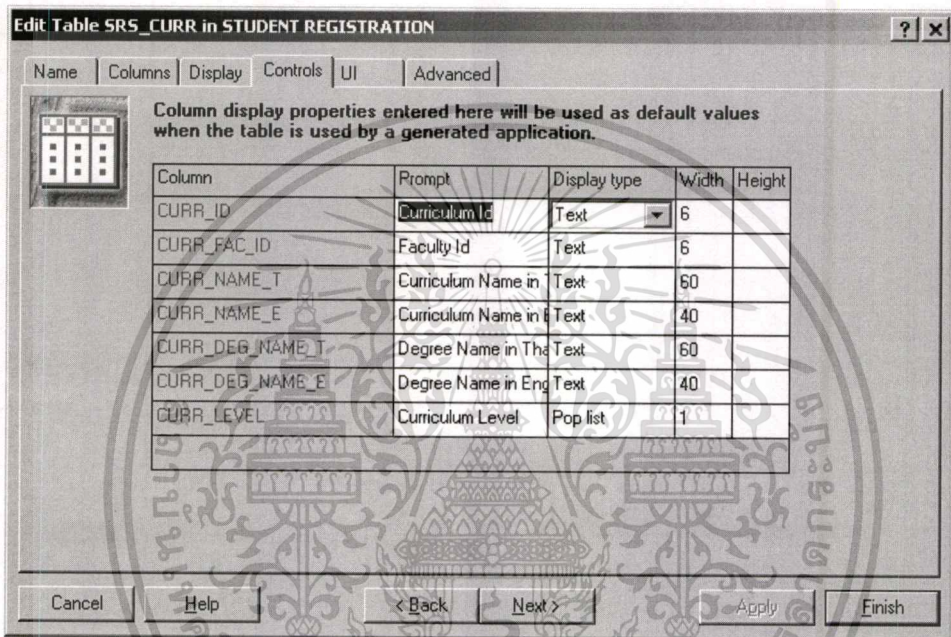 Edit Table SRS_CURR in STUDENT REGISTRATION ? x
Name Columns Display Controls UI Advanced
Column display properties entered here will be used as default values
when the table is used by a generated application.
Column Prompt Display type Width Height
CURR_ID Curriculum Id Text 6
CURR_FAC_ID Faculty Id Text 6
CURR_NAME_T Curriculum Name in T Text 60
CURR_NAME_E Curriculum Name in E Text 40
CURR_DEG_NAME_T Degree Name in Tha Text 60
CURR_DEG_NAME_E Degree Name in Eng Text 40
CURR_LEVEL Curriculum Level Pop list 1
Cancel Help < Back Next > Apply Finish